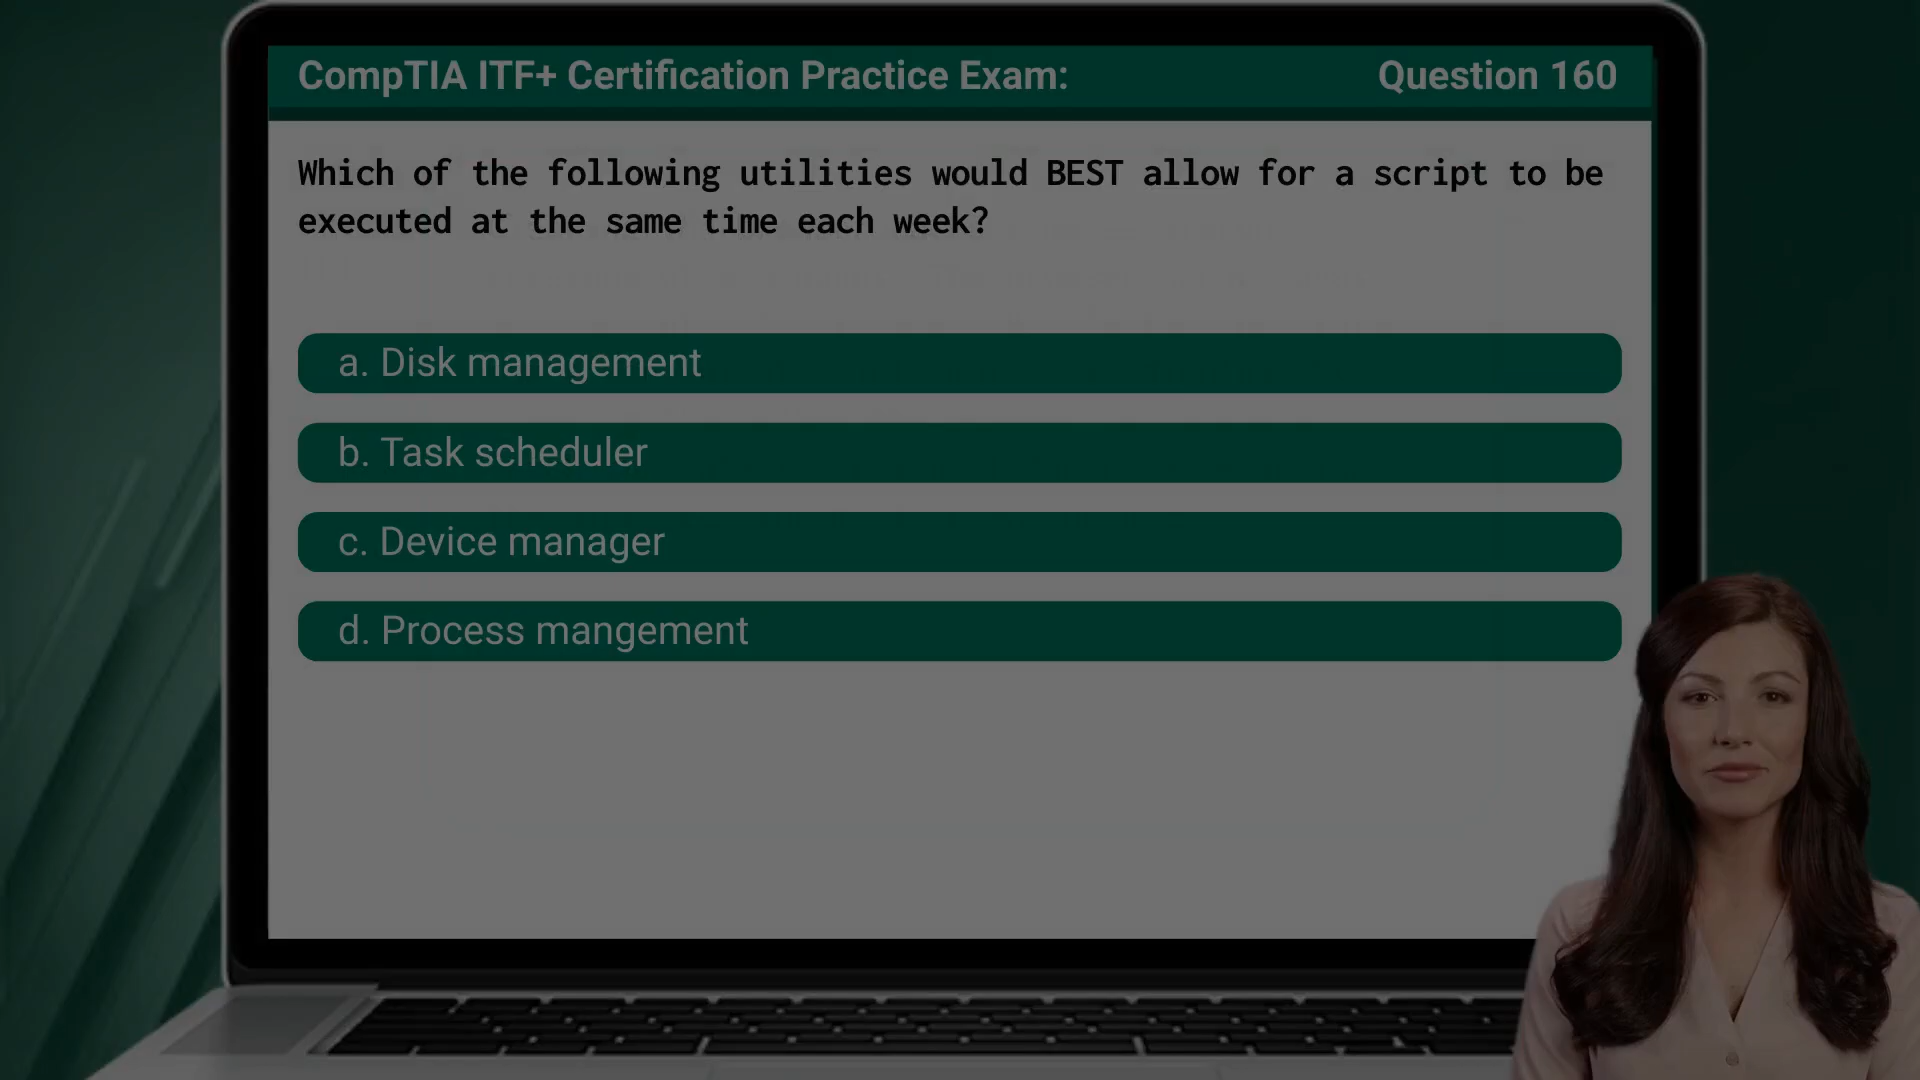 CompTIA ITF+ Certification Practice Exam:
Question 160
Which of the following utilities would BEST allow for a script to be
executed at the same time each week?
a. Disk management
b. Task scheduler
c. Device manager
d. Process mangement